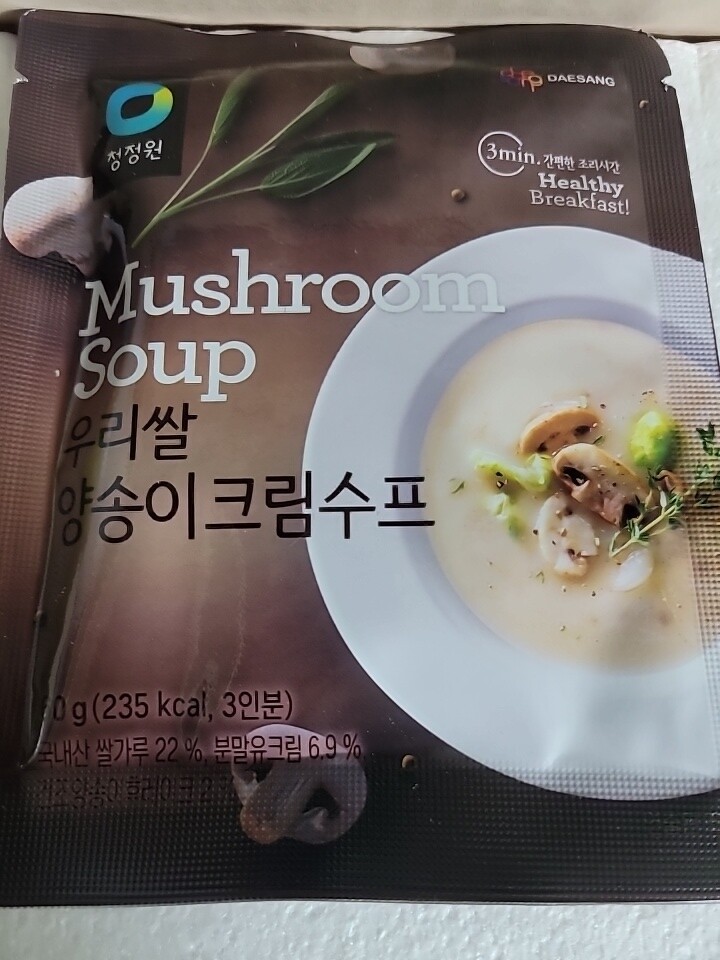 청정원
DAESANG
3min. 간편한 조리시간
Healthy
Breakfast!
Mushroom
Soup
우리쌀
양송이크림수프
0 g (235 kcal, 3인분)
국내산 쌀가루 22 %, 분말유크림 6.9 %